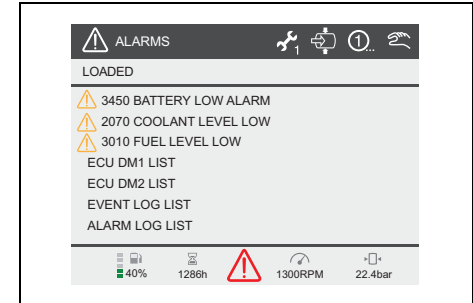 ALARMS 1 1...
LOADED
3450 BATTERY LOW ALARM
2070 COOLANT LEVEL LOW
3010 FUEL LEVEL LOW
ECU DM1 LIST
ECU DM2 LIST
EVENT LOG LIST
ALARM LOG LIST
40% 1286h 1300RPM 22.4bar